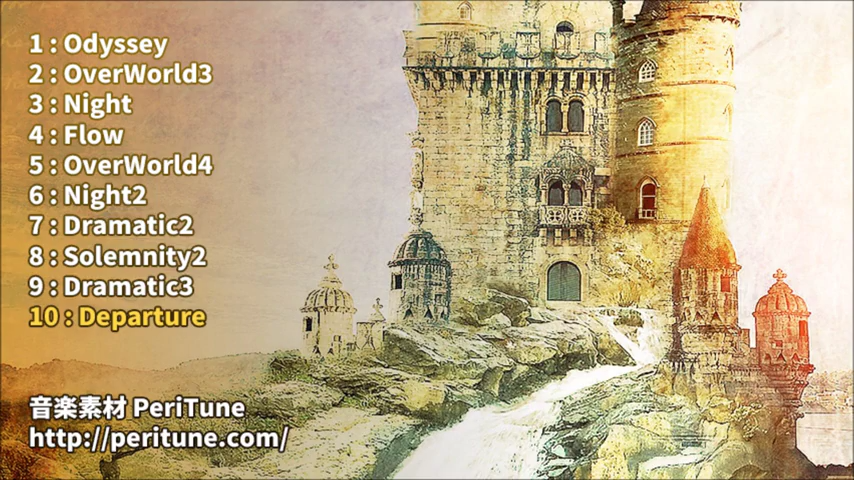 1 : Odyssey
2 : OverWorld3
3 : Night
4 : Flow
5 : OverWorld4
6 : Night2
7 : Dramatic2
8 : Solemnity2
9 : Dramatic3
10 : Departure
音楽素材 PeriTune
http://peritune.com/